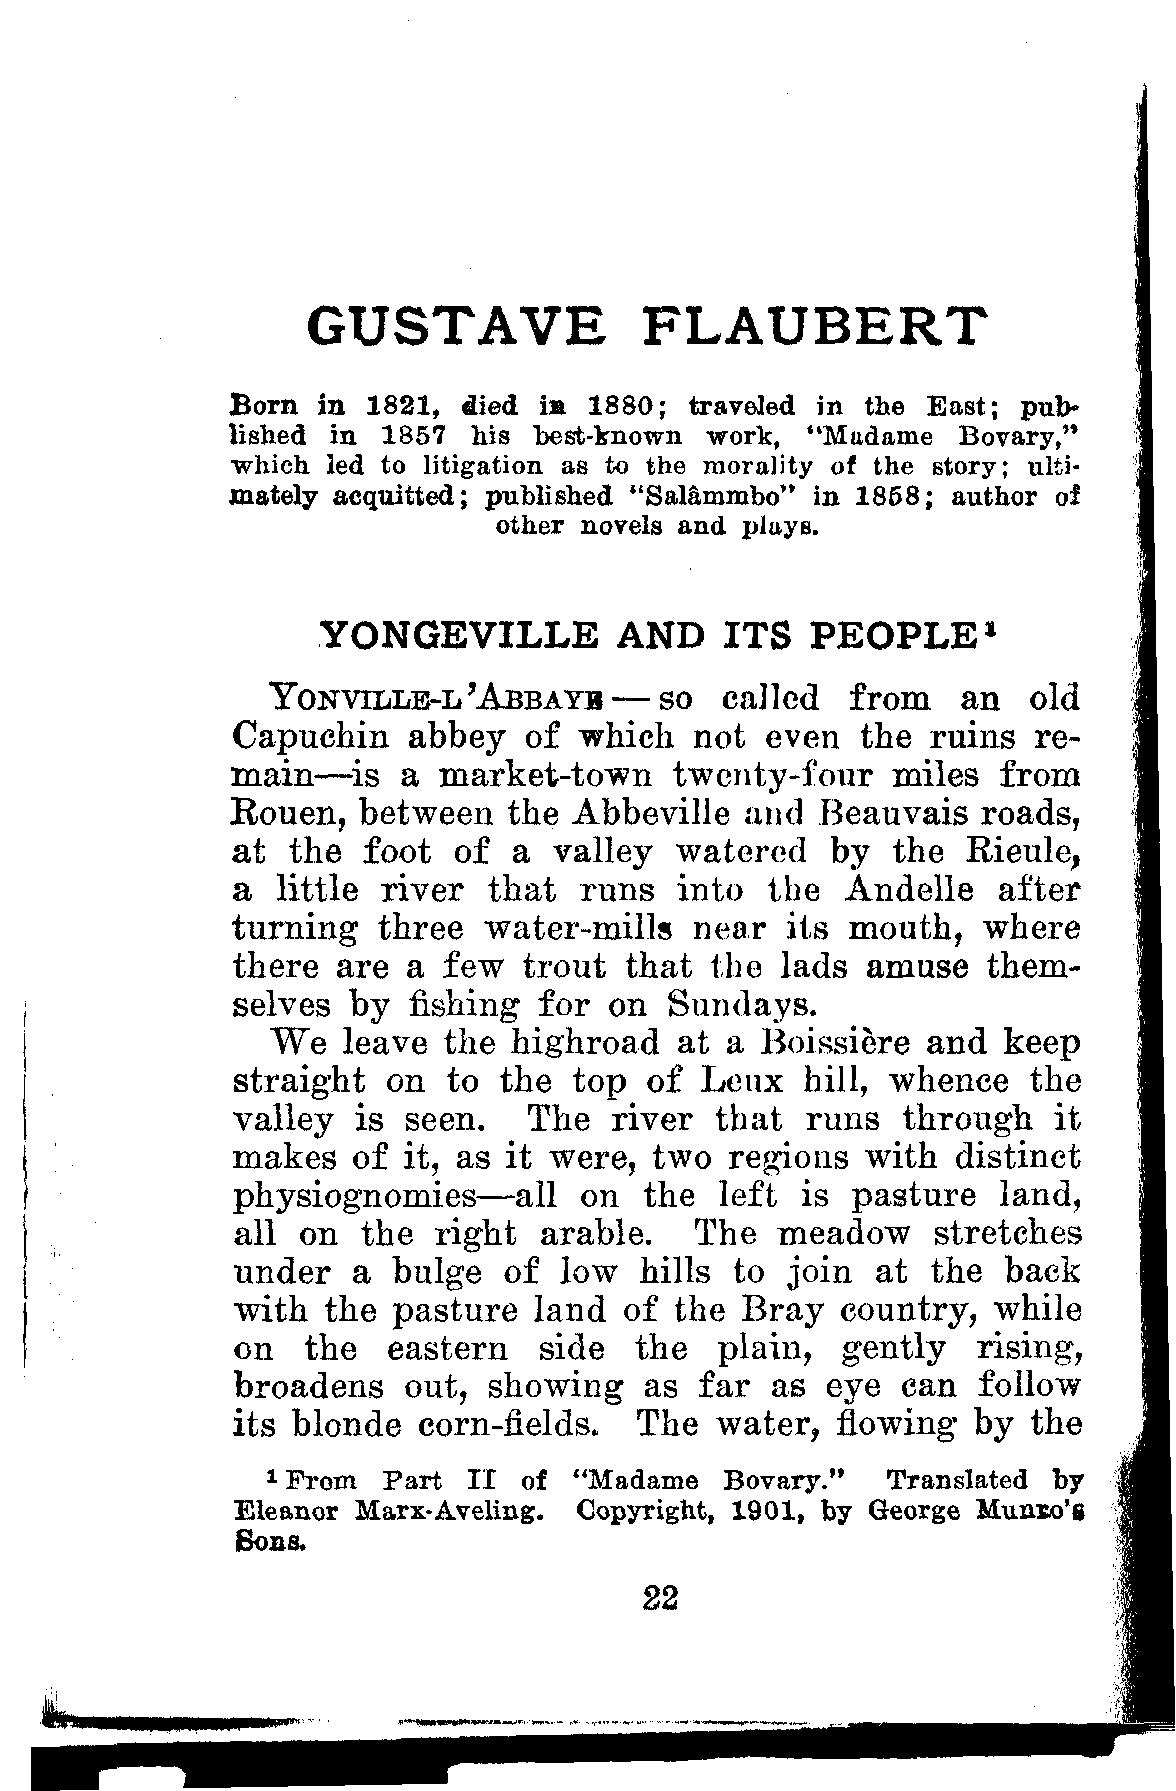 GUSTAVE FLAUBERT
Born in 1821, died in 1880; traveled in the East; pub-
lished in 1857 his best-known work, "Madame Bovary,"
which led to litigation as to the morality of the story; ulti-
mately acquitted; published "Salâmmbo" in 1858; author of
other novels and plays.
YONGEVILLE AND ITS PEOPLE¹
YONVILLE-L'ABBAYE—so called from an old
Capuchin abbey of which not even the ruins re-
main—is a market-town twenty-four miles from
Rouen, between the Abbeville and Beauvais roads,
at the foot of a valley watered by the Rieule,
a little river that runs into the Andelle after
turning three water-mills near its mouth, where
there are a few trout that the lads amuse them-
selves by fishing for on Sundays.
We leave the highroad at a Boissière and keep
straight on to the top of Leux hill, whence the
valley is seen. The river that runs through it
makes of it, as it were, two regions with distinct
physiognomies—all on the left is pasture land,
all on the right arable. The meadow stretches
under a bulge of low hills to join at the back
with the pasture land of the Bray country, while
on the eastern side the plain, gently rising,
broadens out, showing as far as eye can follow
its blonde corn-fields. The water, flowing by the
¹ From Part II of "Madame Bovary." Translated by
Eleanor Marx-Aveling. Copyright, 1901, by George Munro's
Sons.
22